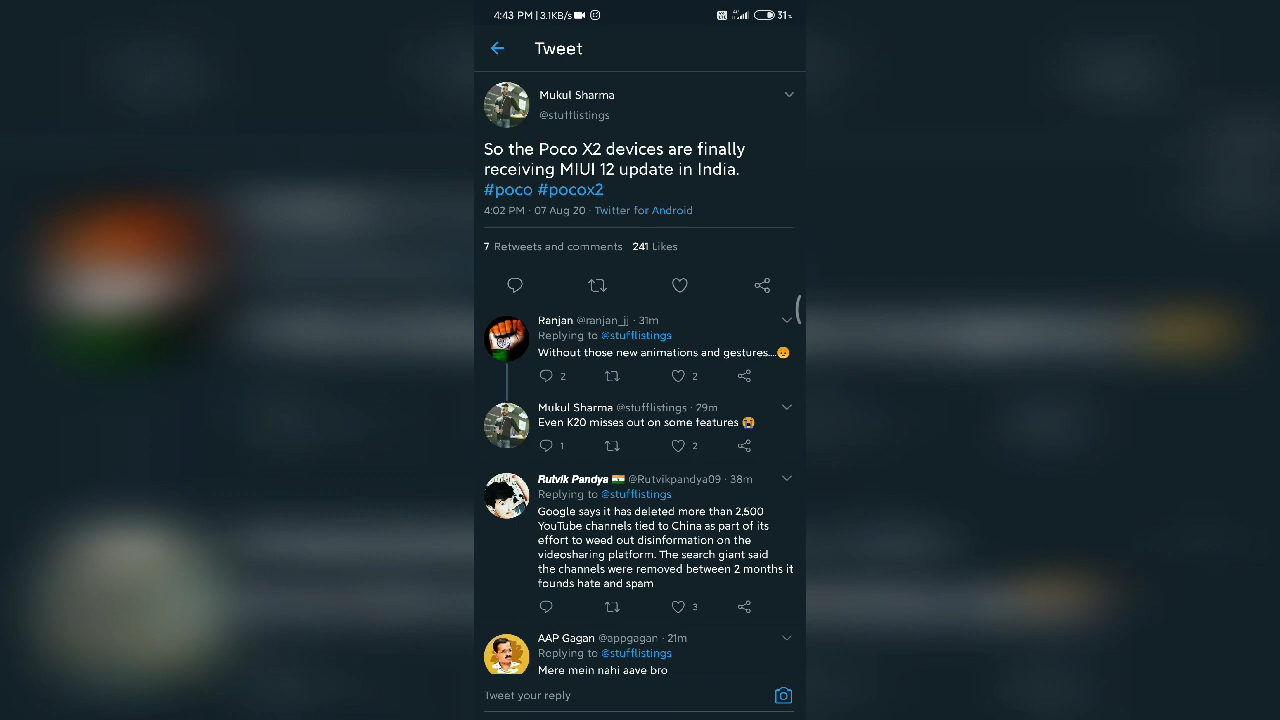 4:43 PM | 3.1KB/s 31%
Tweet
Mukul Sharma
@stufflistings
So the Poco X2 devices are finally
receiving MIUI 12 update in India.
#poco #pocox2
4:02 PM · 07 Aug 20 · Twitter for Android
7 Retweets and comments 241 Likes
Ranjan @ranjan_jj · 31m
Replying to @stufflistings
Without those new animations and gestures....😳
2 2
Mukul Sharma @stufflistings · 29m
Even K20 misses out on some features 😭
1 2
Rutvik Pandya 🇮🇳 @Rutvikpandya09 · 38m
Replying to @stufflistings
Google says it has deleted more than 2,500
YouTube channels tied to China as part of its
effort to weed out disinformation on the
videosharing platform. The search giant said
the channels were removed between 2 months it
founds hate and spam
3
AAP Gagan @appgagan · 21m
Replying to @stufflistings
Mere mein nahi aave bro
Tweet your reply